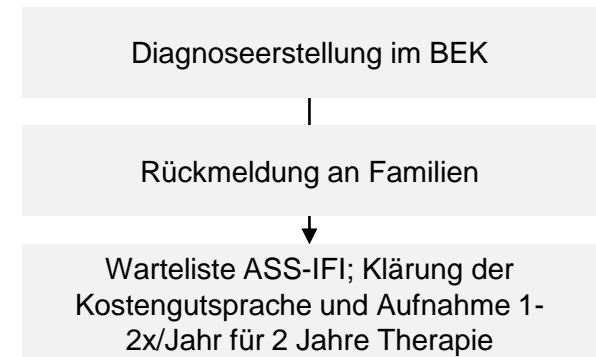 Diagnoseerstellung im BEK
Rückmeldung an Familien
Warteliste ASS-IFI; Klärung der
Kostengutsprache und Aufnahme 1-
2x/Jahr für 2 Jahre Therapie